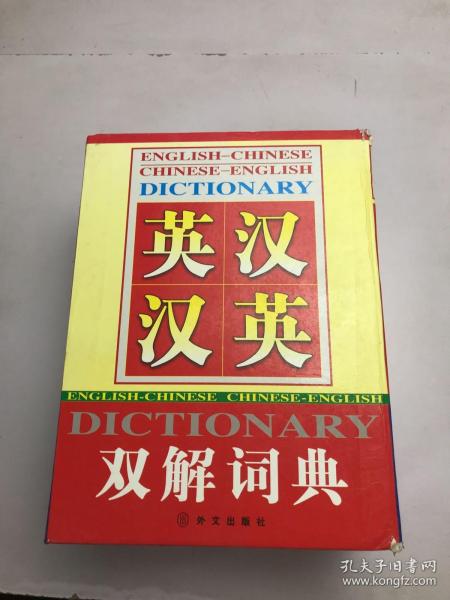 ENGLISH-CHINESE
CHINESE-ENGLISH
DICTIONARY
英汉
汉英
ENGLISH-CHINESE CHINESE-ENGLISH
DICTIONARY
双解词典
外文出版社
孔夫子旧书网
www.kongfz.com